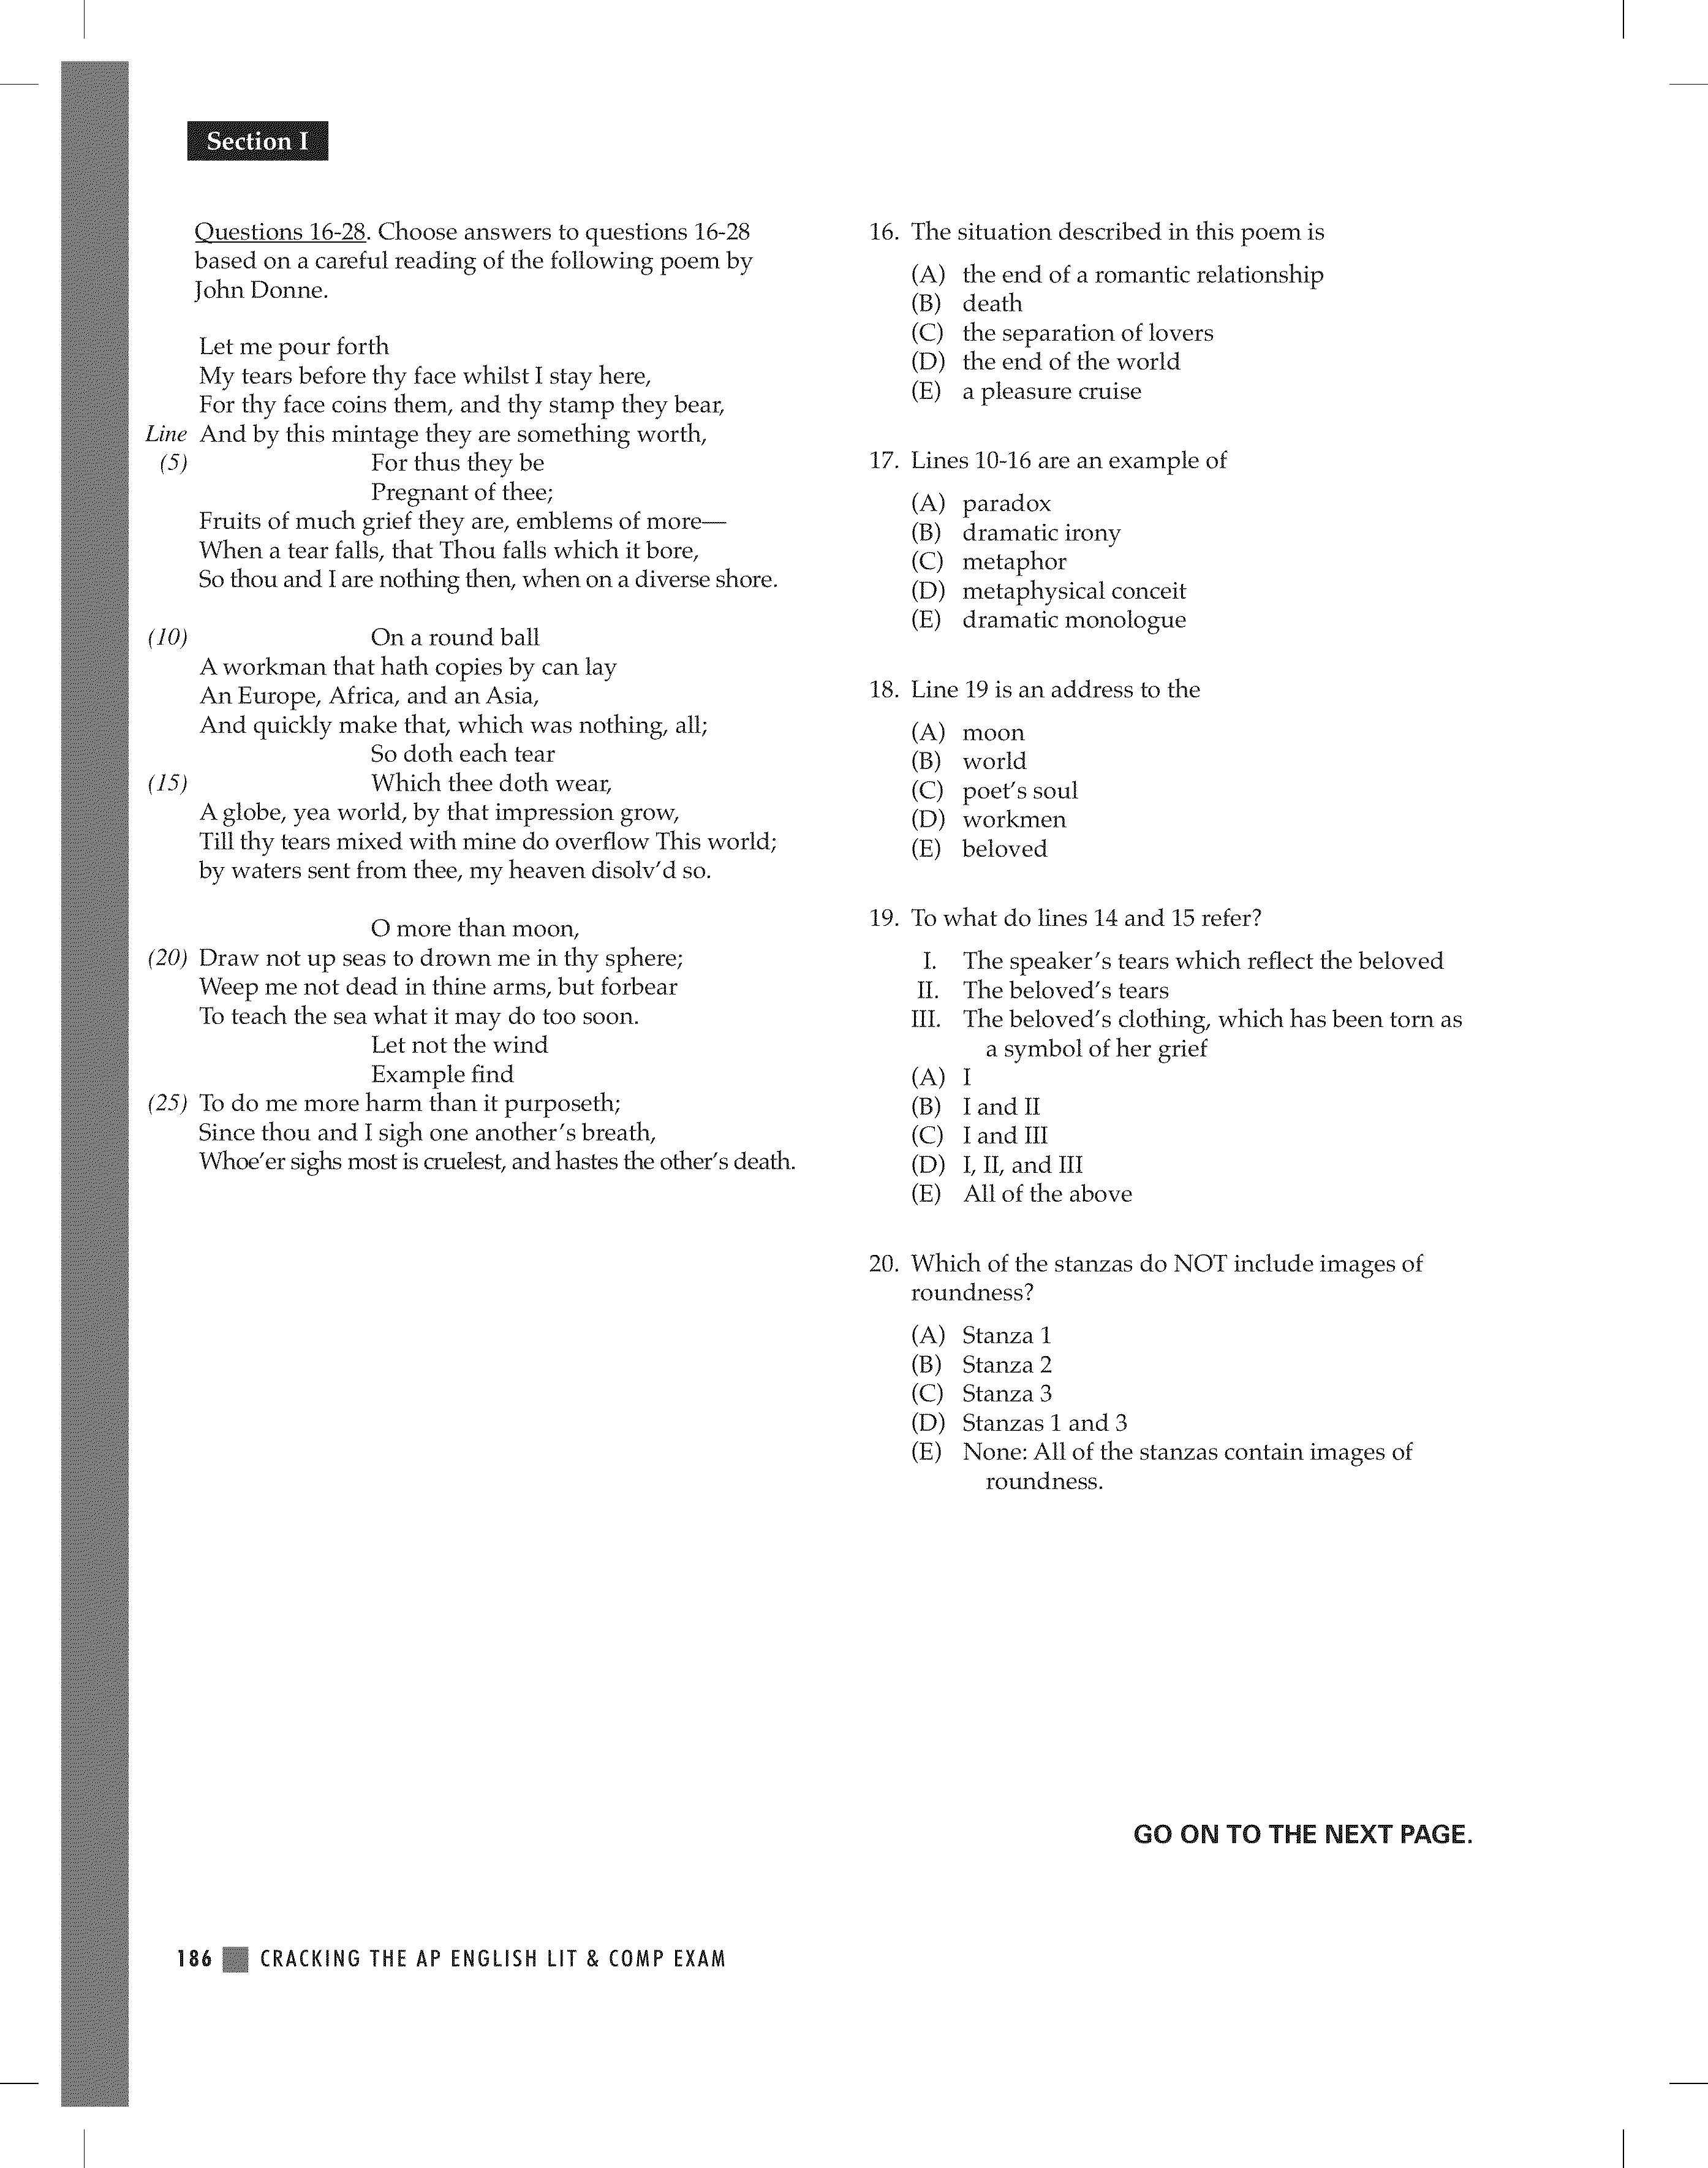 Section I
Questions 16-28. Choose answers to questions 16-28
based on a careful reading of the following poem by
John Donne.
Let me pour forth
My tears before thy face whilst I stay here,
For thy face coins them, and thy stamp they bear,
Line And by this mintage they are something worth,
(5) For thus they be
Pregnant of thee;
Fruits of much grief they are, emblems of more—
When a tear falls, that Thou falls which it bore,
So thou and I are nothing then, when on a diverse shore.
(10) On a round ball
A workman that hath copies by can lay
An Europe, Africa, and an Asia,
And quickly make that, which was nothing, all;
So doth each tear
(15) Which thee doth wear,
A globe, yea world, by that impression grow,
Till thy tears mixed with mine do overflow This world;
by waters sent from thee, my heaven disolv'd so.
O more than moon,
(20) Draw not up seas to drown me in thy sphere;
Weep me not dead in thine arms, but forbear
To teach the sea what it may do too soon.
Let not the wind
Example find
(25) To do me more harm than it purposeth;
Since thou and I sigh one another's breath,
Whoe'er sighs most is cruelest, and hastes the other's death.
16. The situation described in this poem is
(A) the end of a romantic relationship
(B) death
(C) the separation of lovers
(D) the end of the world
(E) a pleasure cruise
17. Lines 10-16 are an example of
(A) paradox
(B) dramatic irony
(C) metaphor
(D) metaphysical conceit
(E) dramatic monologue
18. Line 19 is an address to the
(A) moon
(B) world
(C) poet's soul
(D) workmen
(E) beloved
19. To what do lines 14 and 15 refer?
I. The speaker's tears which reflect the beloved
II. The beloved's tears
III. The beloved's clothing, which has been torn as
a symbol of her grief
(A) I
(B) I and II
(C) I and III
(D) I, II, and III
(E) All of the above
20. Which of the stanzas do NOT include images of
roundness?
(A) Stanza 1
(B) Stanza 2
(C) Stanza 3
(D) Stanzas 1 and 3
(E) None: All of the stanzas contain images of
roundness.
GO ON TO THE NEXT PAGE.
186 CRACKING THE AP ENGLISH LIT & COMP EXAM